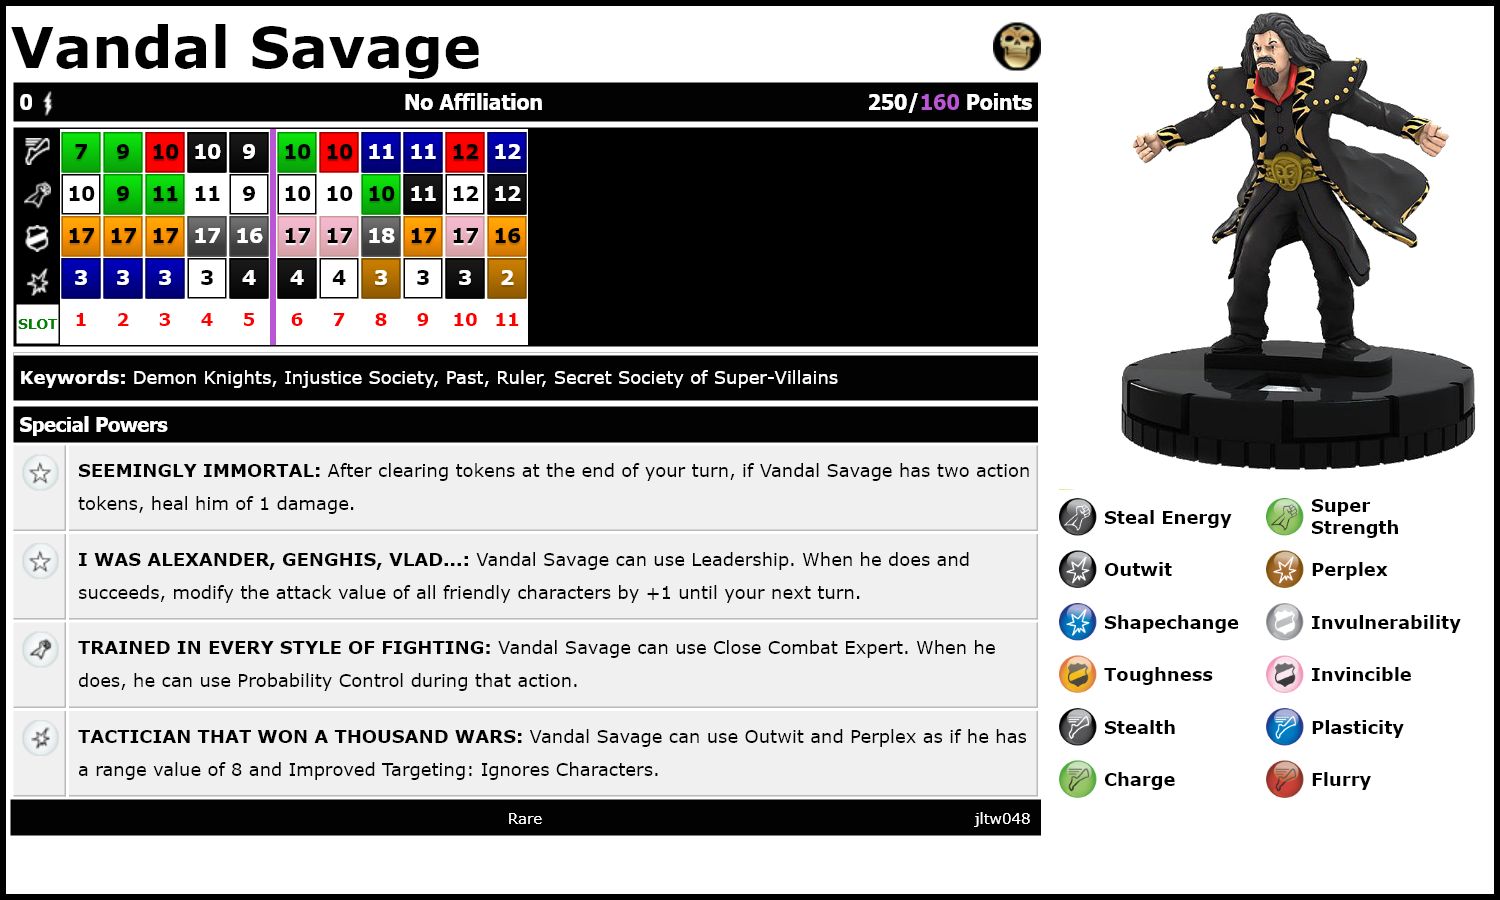 Vandal Savage
0 No Affiliation 250/160 Points
7 9 10 10 9 10 10 11 11 12 12
10 9 11 11 9 10 10 10 11 12 12
17 17 17 17 16 17 17 18 17 17 16
3 3 3 3 4 4 4 3 3 3 2
SLOT 1 2 3 4 5 6 7 8 9 10 11
Keywords: Demon Knights, Injustice Society, Past, Ruler, Secret Society of Super-Villains
Special Powers
SEEMINGLY IMMORTAL: After clearing tokens at the end of your turn, if Vandal Savage has two action
tokens, heal him of 1 damage.
I WAS ALEXANDER, GENGHIS, VLAD...: Vandal Savage can use Leadership. When he does and
succeeds, modify the attack value of all friendly characters by +1 until your next turn.
TRAINED IN EVERY STYLE OF FIGHTING: Vandal Savage can use Close Combat Expert. When he
does, he can use Probability Control during that action.
TACTICIAN THAT WON A THOUSAND WARS: Vandal Savage can use Outwit and Perplex as if he has
a range value of 8 and Improved Targeting: Ignores Characters.
Rare jltw048
Steal Energy
Super
Strength
Outwit
Perplex
Shapechange
Invulnerability
Toughness
Invincible
Stealth
Plasticity
Charge
Flurry